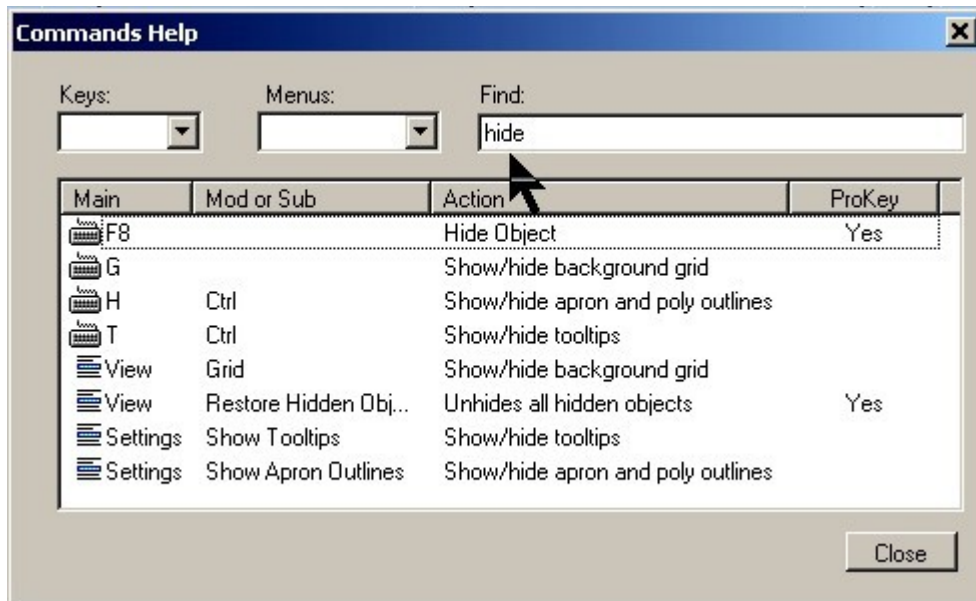 Commands Help
Keys: Menus: Find:
hide
Main Mod or Sub Action ProKey
F8 Hide Object Yes
G Show/hide background grid
H Ctrl Show/hide apron and poly outlines
T Ctrl Show/hide tooltips
View Grid Show/hide background grid
View Restore Hidden Obj... Unhides all hidden objects Yes
Settings Show Tooltips Show/hide tooltips
Settings Show Apron Outlines Show/hide apron and poly outlines
Close